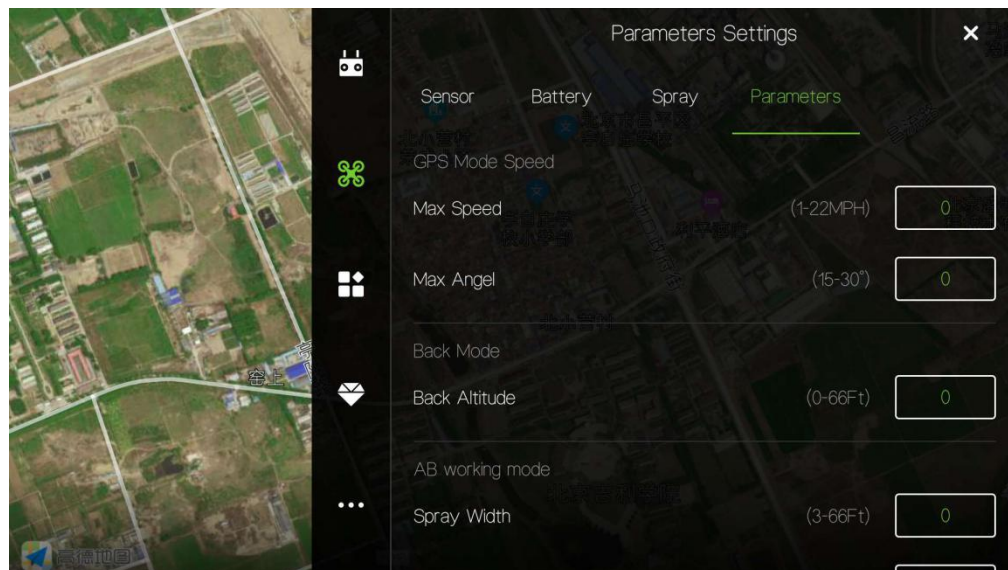 Parameters Settings
Sensor Battery Spray Parameters
GPS Mode Speed
Max Speed (1-22MPH) 0
Max Angel (15-30°) 0
Back Mode
Back Altitude (0-66Ft) 0
AB working mode
Spray Width (3-66Ft) 0
高德地图